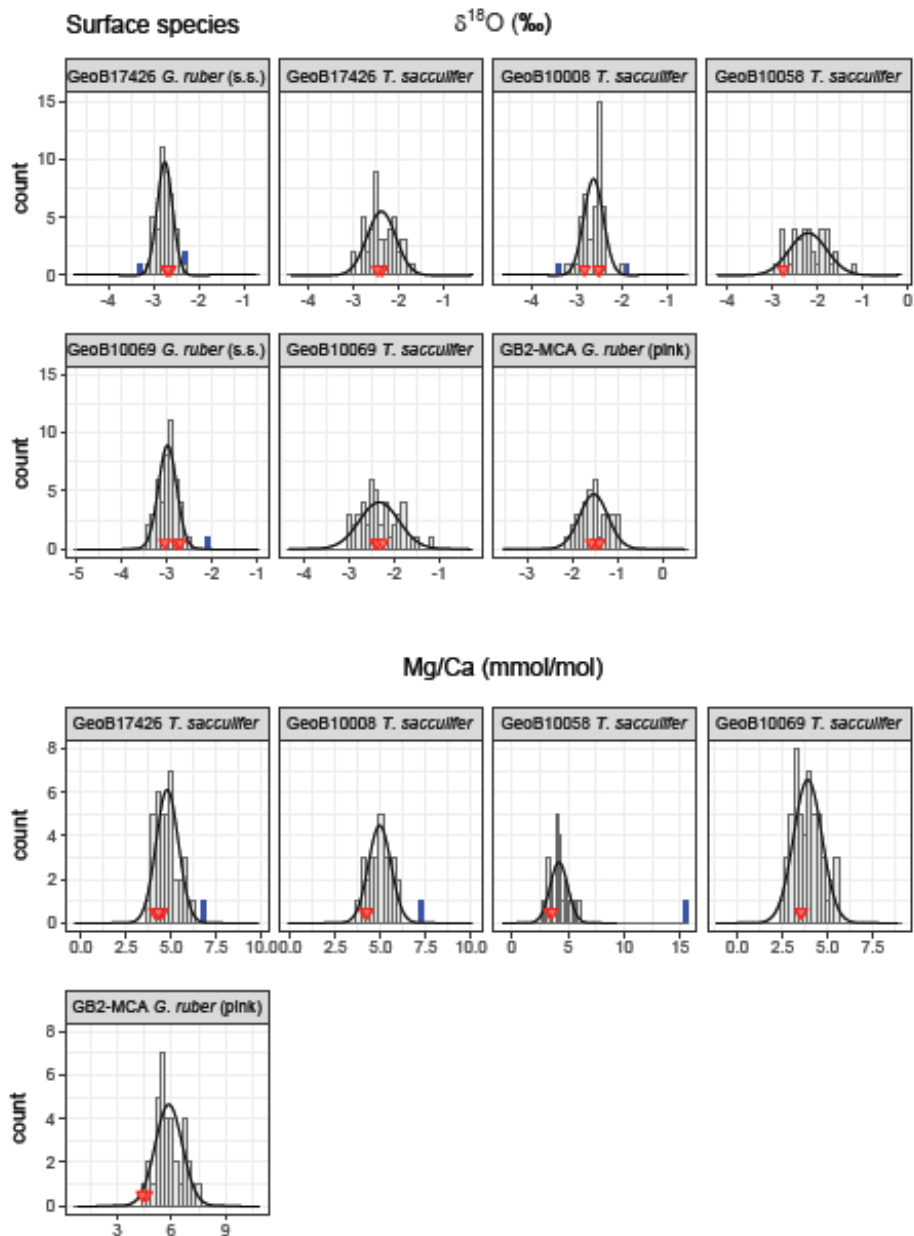 Surface species
δ¹⁸O (‰)
GeoB17426 G. ruber (s.s.)
GeoB17426 T. sacculifer
GeoB10008 T. sacculifer
GeoB10058 T. sacculifer
count
15
10
5
0
-4 -3 -2 -1
-4 -3 -2 -1
-4 -3 -2 -1
-4 -3 -2 -1 0
GeoB10069 G. ruber (s.s.)
GeoB10069 T. sacculifer
GB2-MCA G. ruber (pink)
count
15
10
5
0
-5 -4 -3 -2 -1
-4 -3 -2 -1
-3 -2 -1 0
Mg/Ca (mmol/mol)
GeoB17426 T. sacculifer
GeoB10008 T. sacculifer
GeoB10058 T. sacculifer
GeoB10069 T. sacculifer
count
8
6
4
2
0
0.0 2.5 5.0 7.5 10.0
0.0 2.5 5.0 7.5 10.0
0 5 10 15
0.0 2.5 5.0 7.5
GB2-MCA G. ruber (pink)
count
8
6
4
2
0
3 6 9